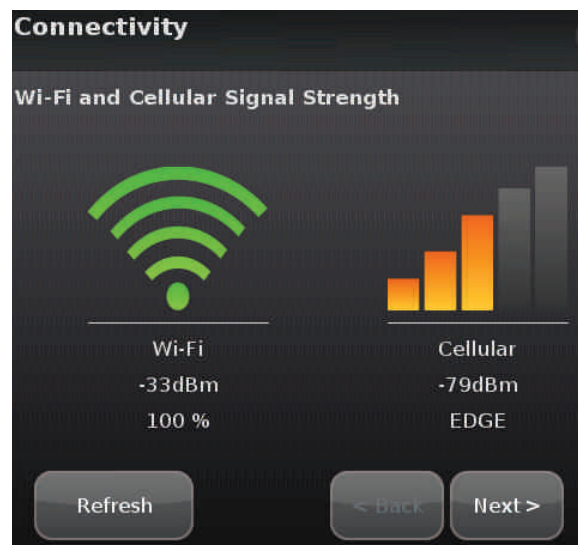 Connectivity
Wi-Fi and Cellular Signal Strength
Wi-Fi
Cellular
-33dBm
-79dBm
100 %
EDGE
Refresh
< Back
Next >